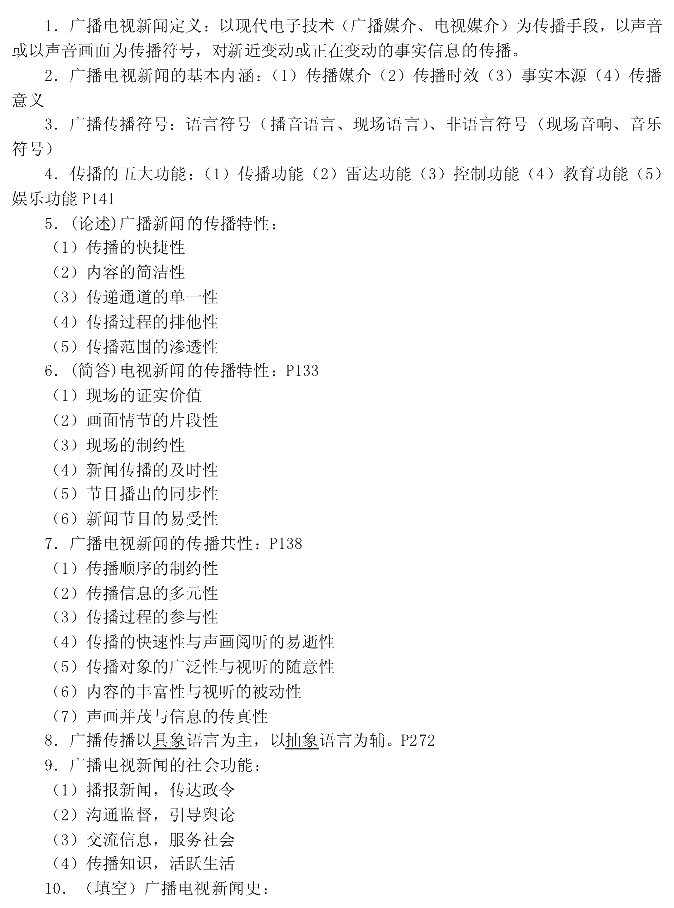 1．广播电视新闻定义：以现代电子技术（广播媒介、电视媒介）为传播手段，以声音
或以声音画面为传播符号，对新近变动或正在变动的事实信息的传播。
2．广播电视新闻的基本内涵：（1）传播媒介（2）传播时效（3）事实本源（4）传播
意义
3．广播传播符号：语言符号（播音语言、现场语言）、非语言符号（现场音响、音乐
符号）
4．传播的五大功能：（1）传播功能（2）雷达功能（3）控制功能（4）教育功能（5）
娱乐功能 P141
5．(论述)广播新闻的传播特性：
（1）传播的快捷性
（2）内容的简洁性
（3）传递通道的单一性
（4）传播过程的排他性
（5）传播范围的渗透性
6．(简答)电视新闻的传播特性：P133
（1）现场的证实价值
（2）画面情节的片段性
（3）现场的制约性
（4）新闻传播的及时性
（5）节目播出的同步性
（6）新闻节目的易受性
7．广播电视新闻的传播共性：P138
（1）传播顺序的制约性
（2）传播信息的多元性
（3）传播过程的参与性
（4）传播的快速性与声画阅听的易逝性
（5）传播对象的广泛性与视听的随意性
（6）内容的丰富性与视听的被动性
（7）声画并茂与信息的传真性
8．广播传播以具象语言为主，以抽象语言为辅。P272
9．广播电视新闻的社会功能：
（1）播报新闻，传达政令
（2）沟通监督，引导舆论
（3）交流信息，服务社会
（4）传播知识，活跃生活
10．（填空）广播电视新闻史：